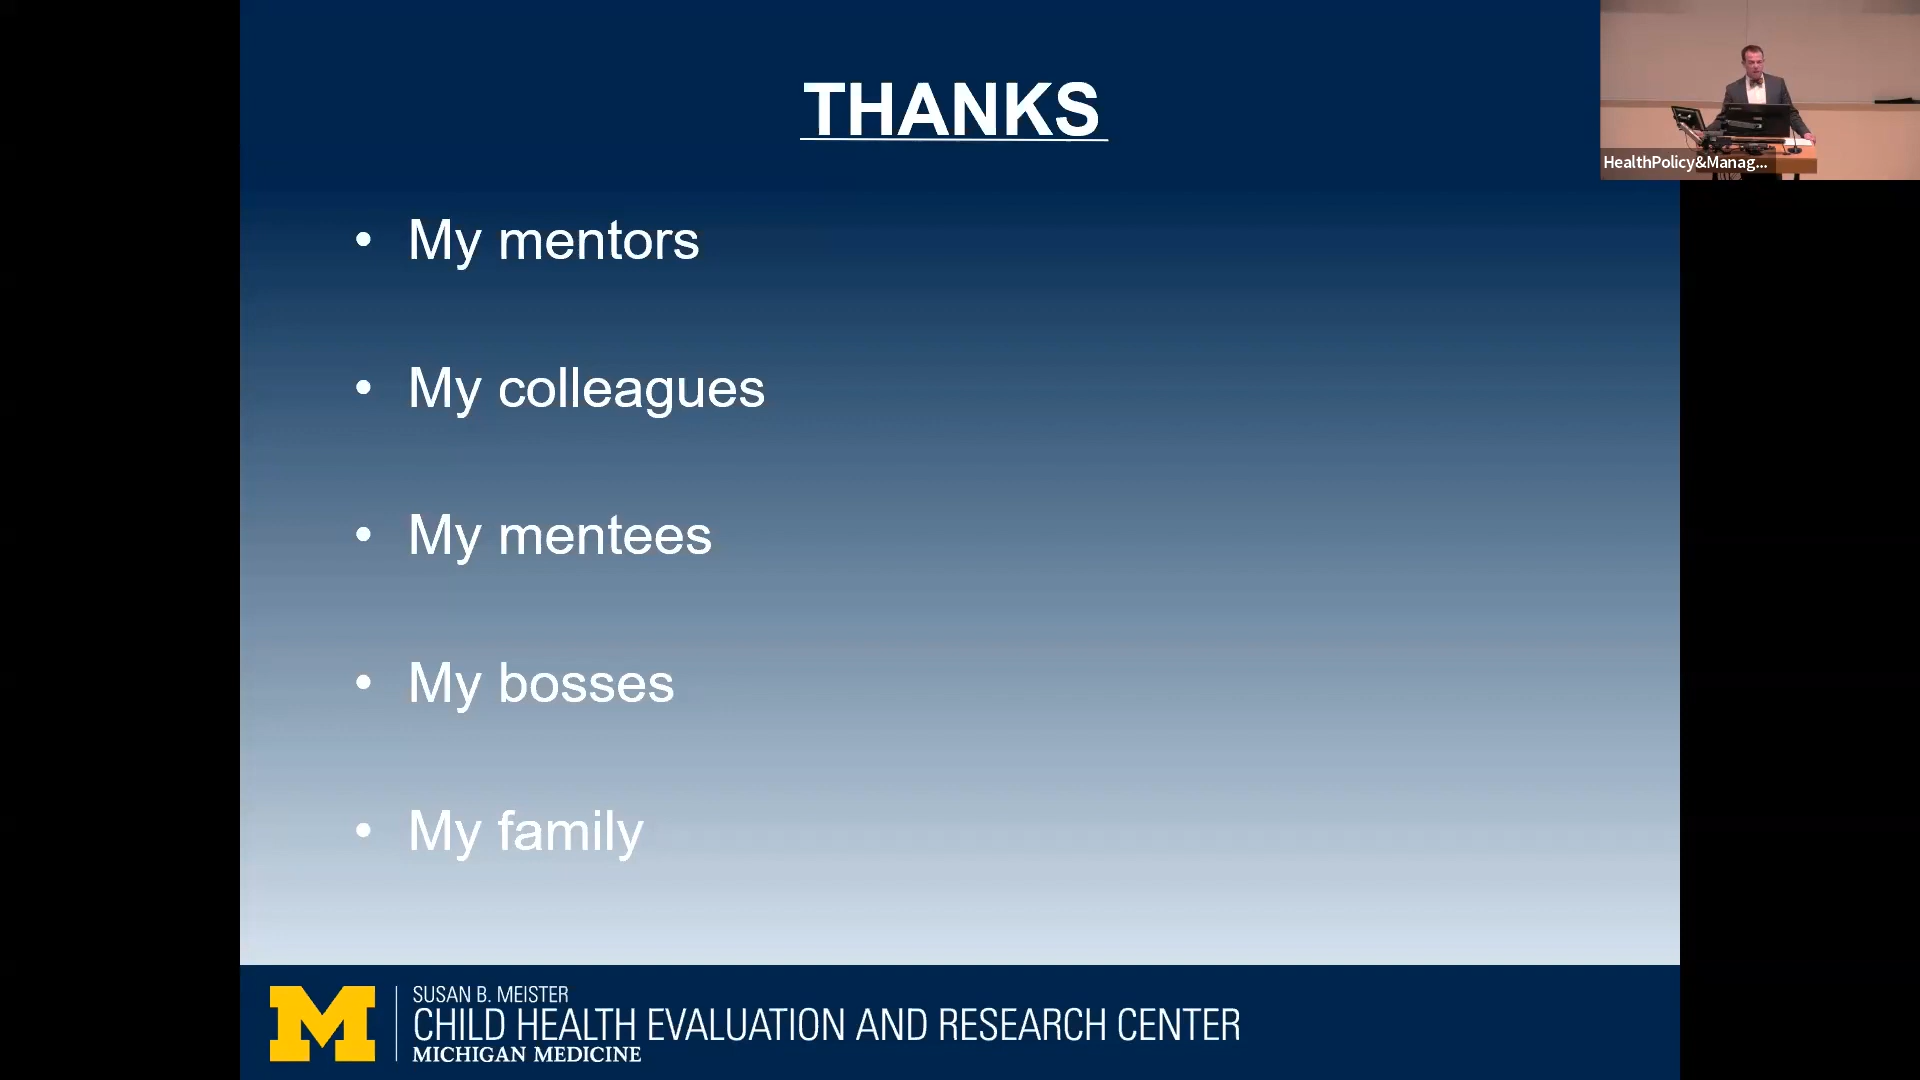 THANKS
HealthPolicy&Manag...
• My mentors
• My colleagues
• My mentees
• My bosses
• My family
M
SUSAN B. MEISTER
CHILD HEALTH EVALUATION AND RESEARCH CENTER
MICHIGAN MEDICINE